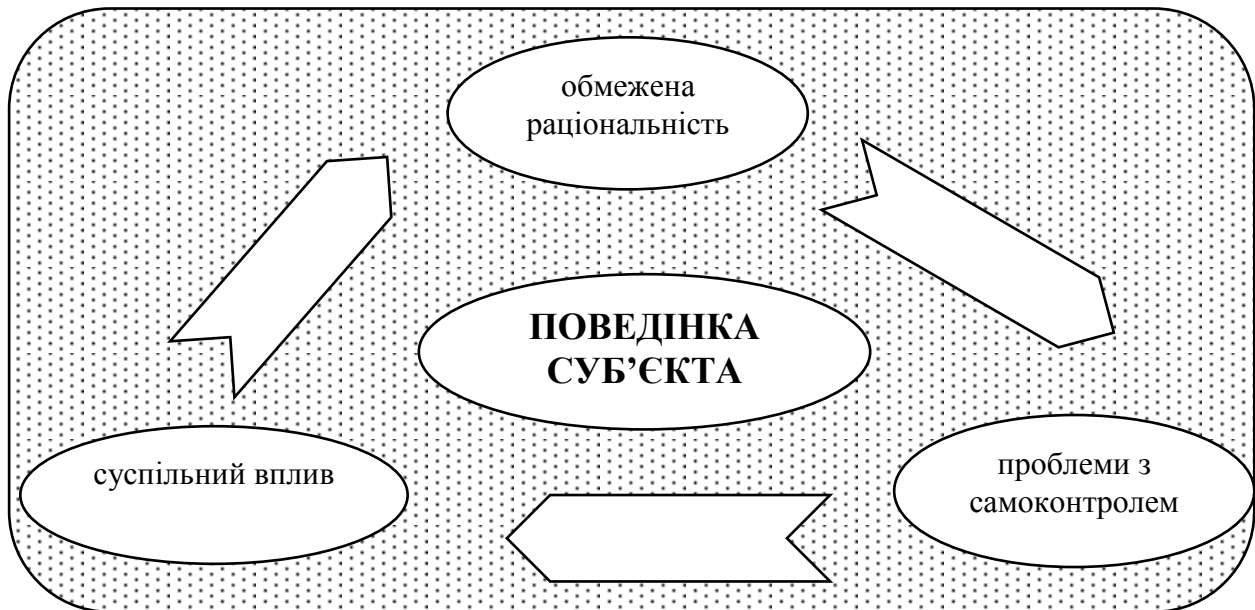 обмежена
раціональність
ПОВЕДІНКА
СУБ’ЄКТА
суспільний вплив
проблеми з
самоконтролем